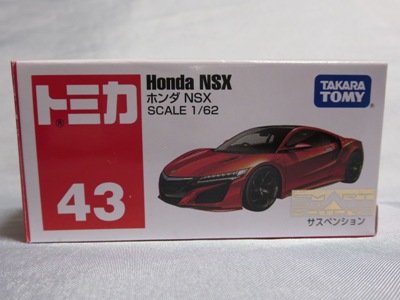 トミカ
®
43
Honda NSX
ホンダ NSX
SCALE 1/62
TAKARA
TOMY
サスペンション